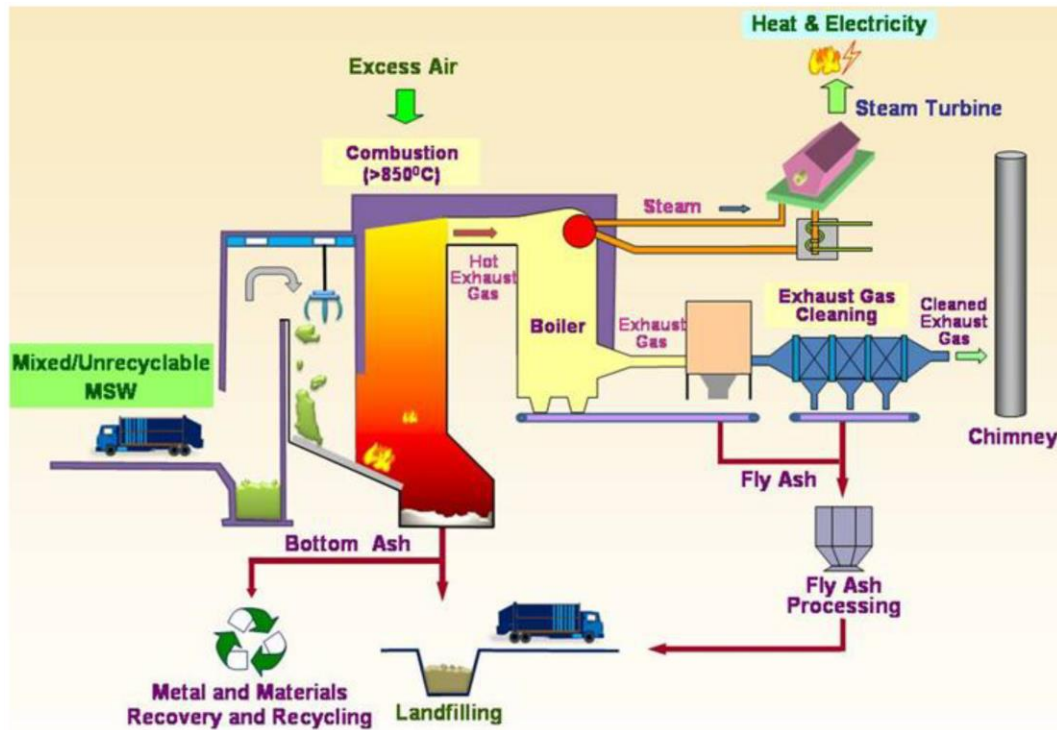 Heat & Electricity
Excess Air
Steam Turbine
Combustion
(>850⁰C)
Steam
Hot
Exhaust
Gas
Exhaust Gas
Cleaning
Cleaned
Exhaust
Gas
Boiler
Exhaust
Gas
Mixed/Unrecyclable
MSW
Chimney
Fly Ash
Bottom Ash
Fly Ash
Processing
Metal and Materials
Recovery and Recycling
Landfilling